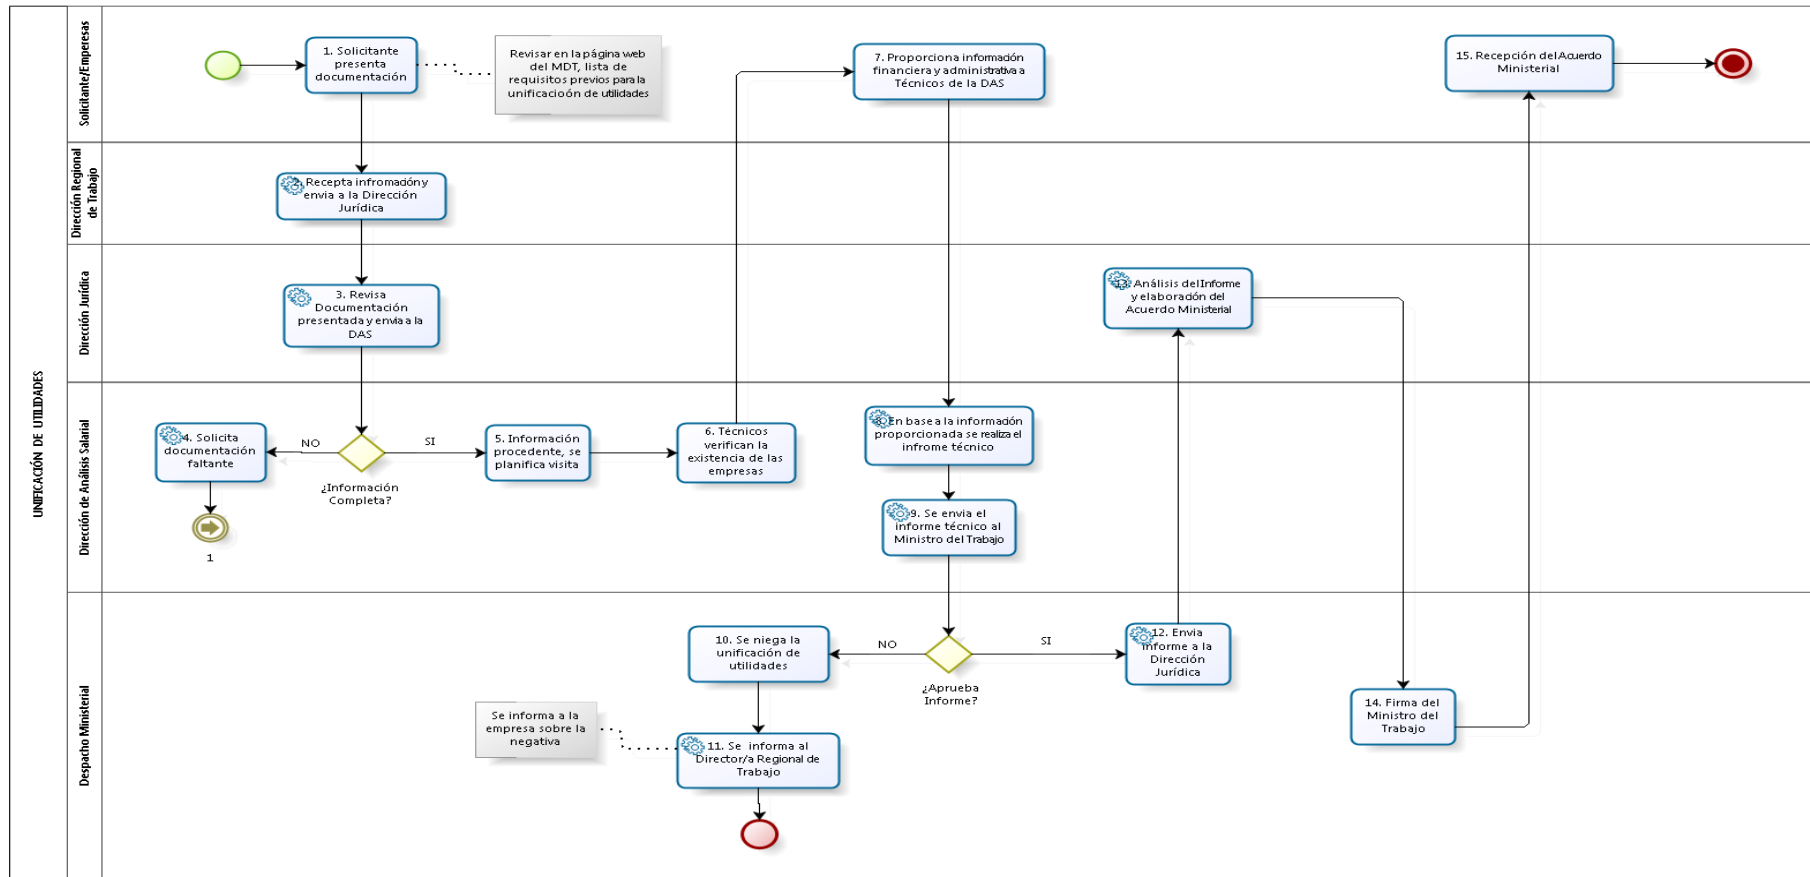 UNIFICACIÓN DE UTILIDADES
Solicitante/Emperesas
1. Solicitante
presenta
documentación
Revisar en la página web
del MDT, lista de
requisitos previos para la
unificacioón de utilidades
7. Proporciona información
financiera y administrativa a
Técnicos de la DAS
15. Recepción del Acuerdo
Ministerial
Dirección Regional
de Trabajo
2. Recepta infromación y
envia a la Dirección
Jurídica
Dirección Jurídica
3. Revisa
Documentación
presentada y envia a la
DAS
13. Análisis del Informe
y elaboración del
Acuerdo Ministerial
Dirección de Análisis Salarial
4. Solicita
documentación
faltante
1
NO
¿Información
Completa?
SI
5. Información
procedente, se
planifica visita
6. Técnicos
verifican la
existencia de las
empresas
8. En base a la información
proporcionada se realiza el
infrome técnico
9. Se envia el
informe técnico al
Ministro del Trabajo
Despacho Ministerial
10. Se niega la
unificación de
utilidades
NO
¿Aprueba
Informe?
SI
12. Envia
informe a la
Dirección
Jurídica
Se informa a la
empresa sobre la
negativa
11. Se informa al
Director/a Regional de
Trabajo
14. Firma del
Ministro del
Trabajo